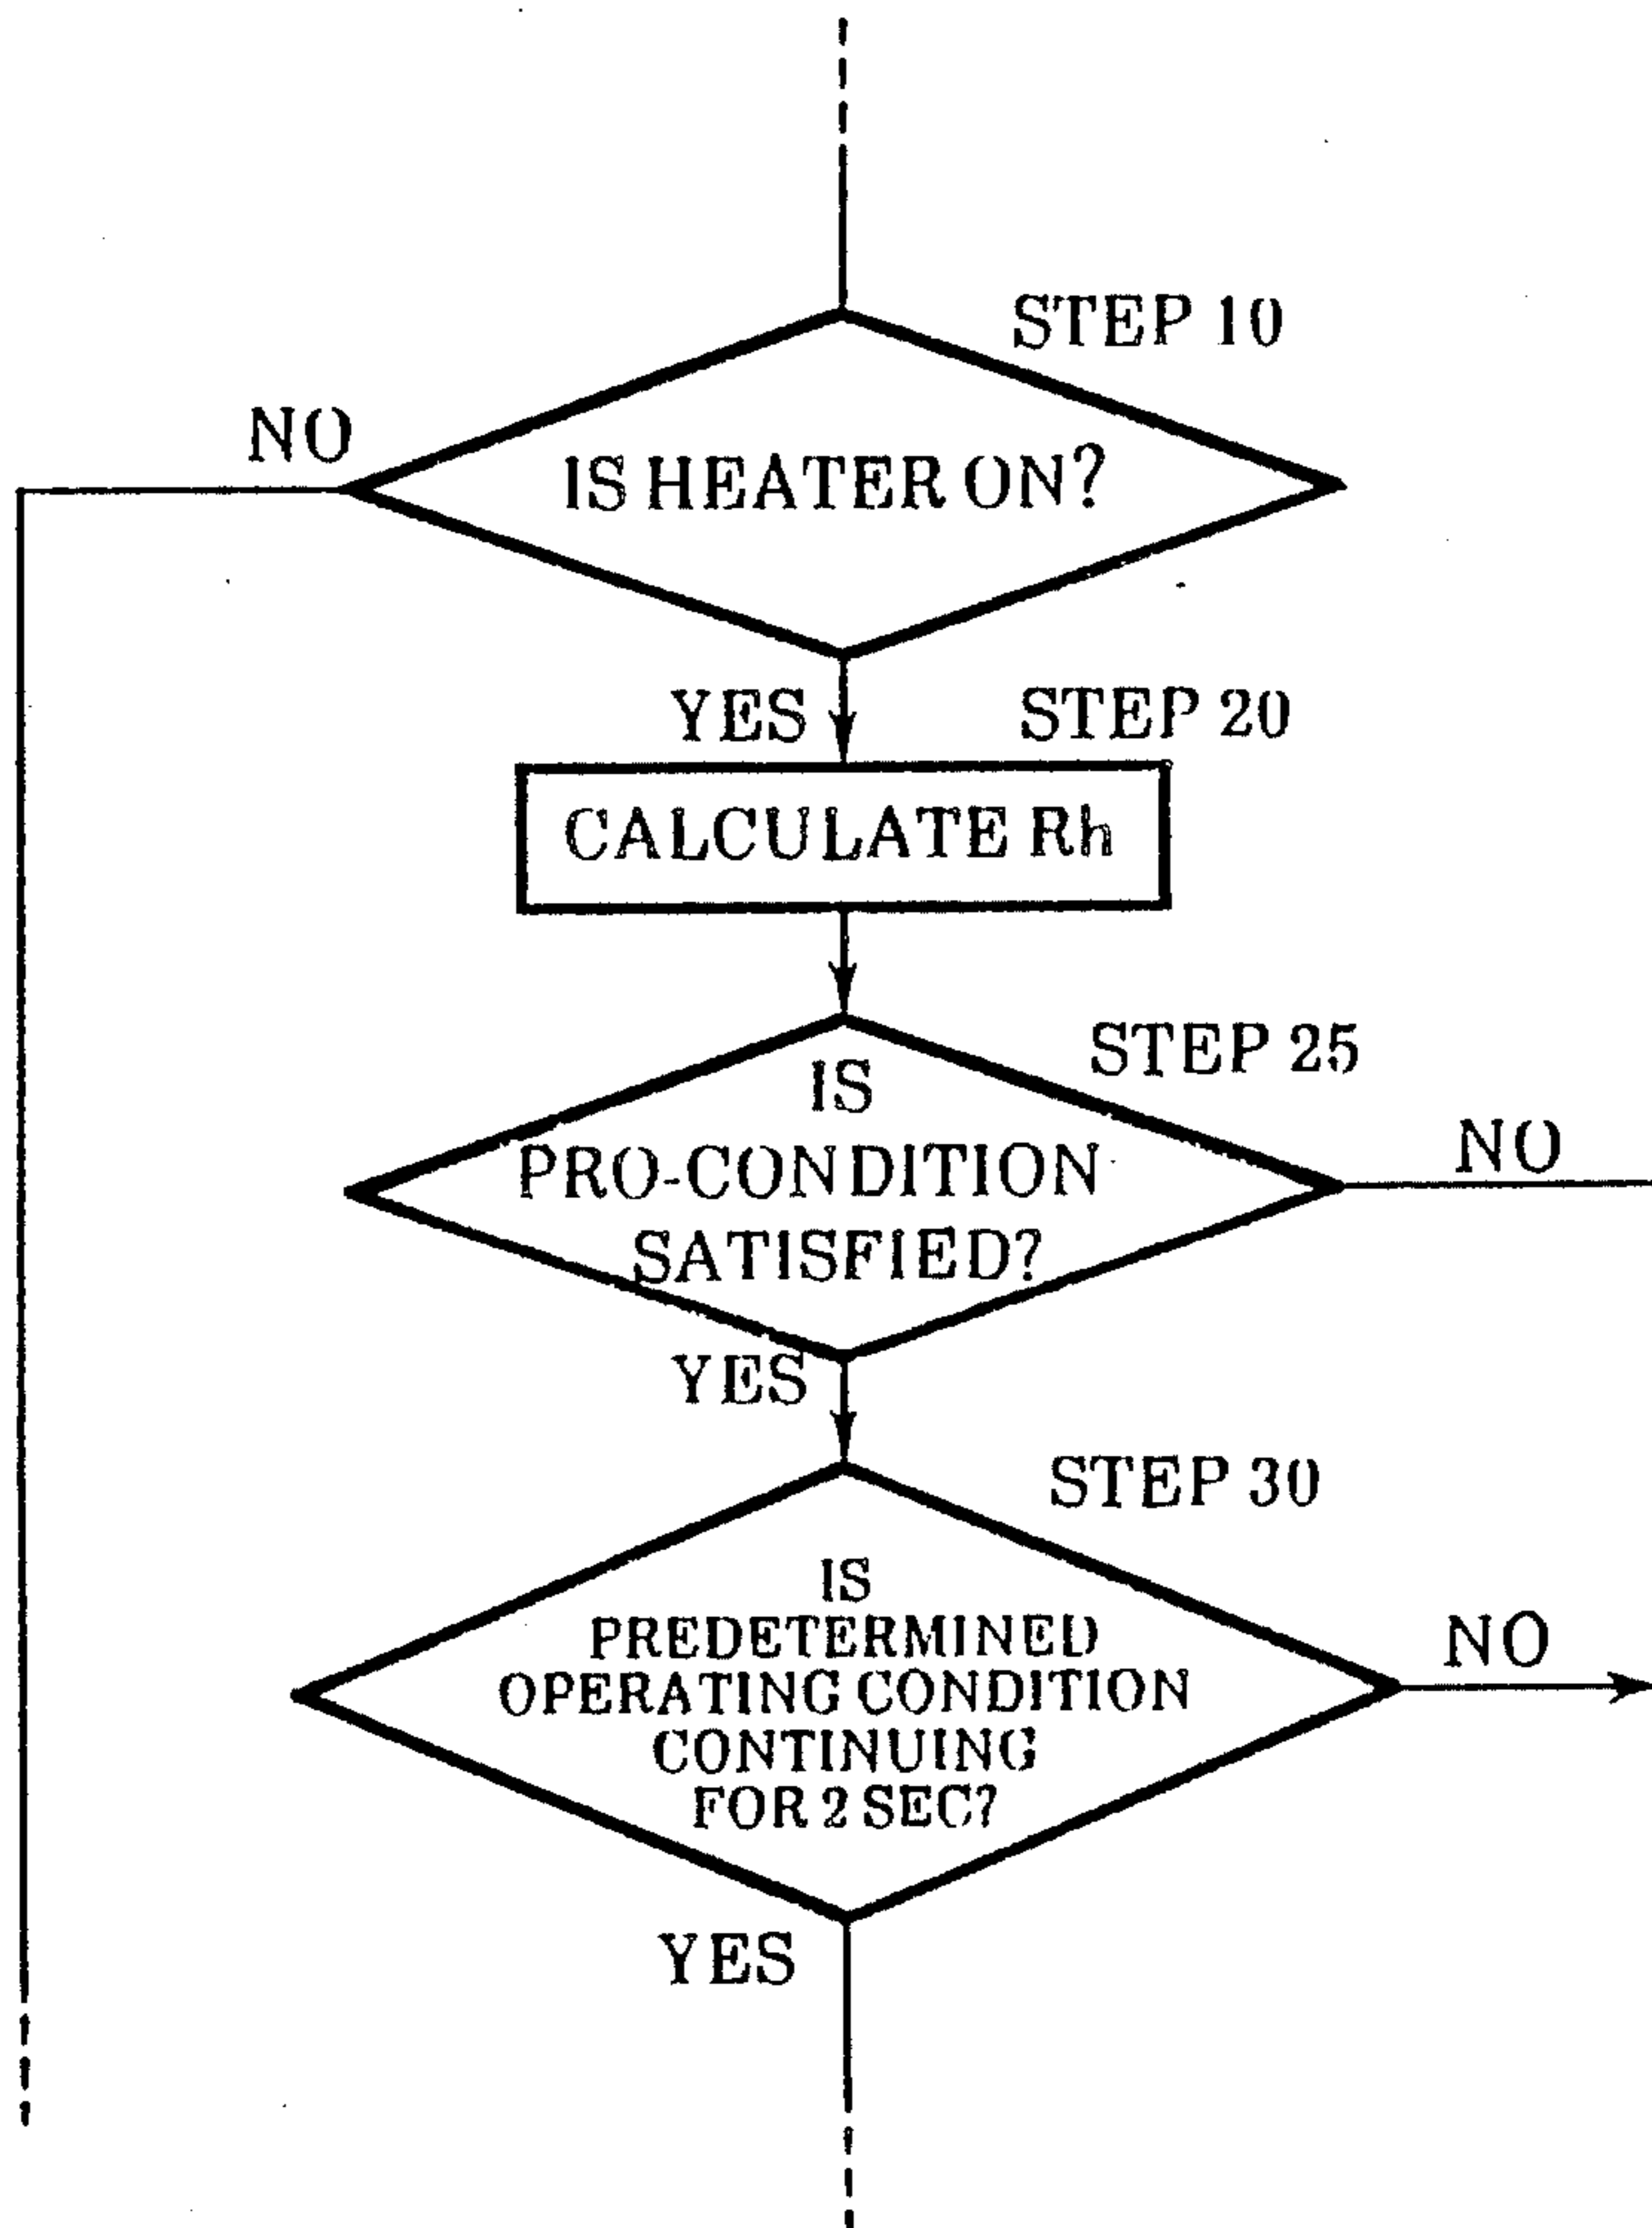 STEP 10
NO
IS HEATER ON?
YES
STEP 20
CALCULATE Rh
STEP 25
IS
PRO-CONDITION
SATISFIED?
NO
YES
STEP 30
IS
PREDETERMINED
OPERATING CONDITION
CONTINUING
FOR 2 SEC?
NO
YES